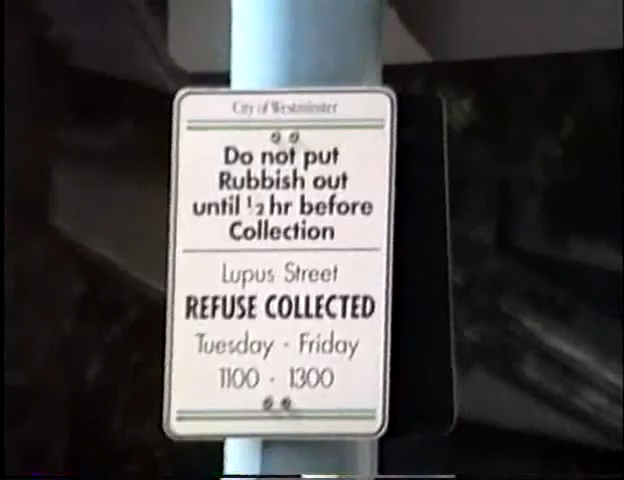 City of Westminster
Do not put
Rubbish out
until ½ hr before
Collection
Lupus Street
REFUSE COLLECTED
Tuesday - Friday
1100 - 1300